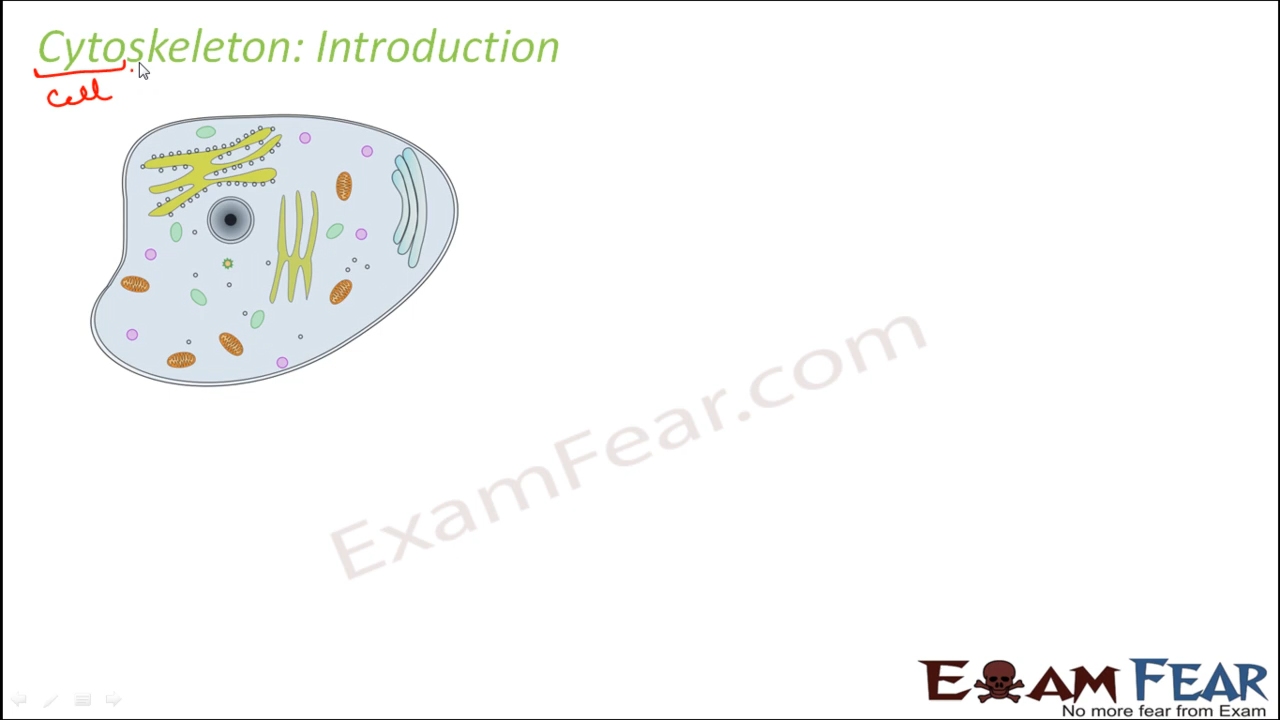 Cytoskeleton: Introduction
Cell
ExamFear.com
EXAM FEAR
No more fear from Exam